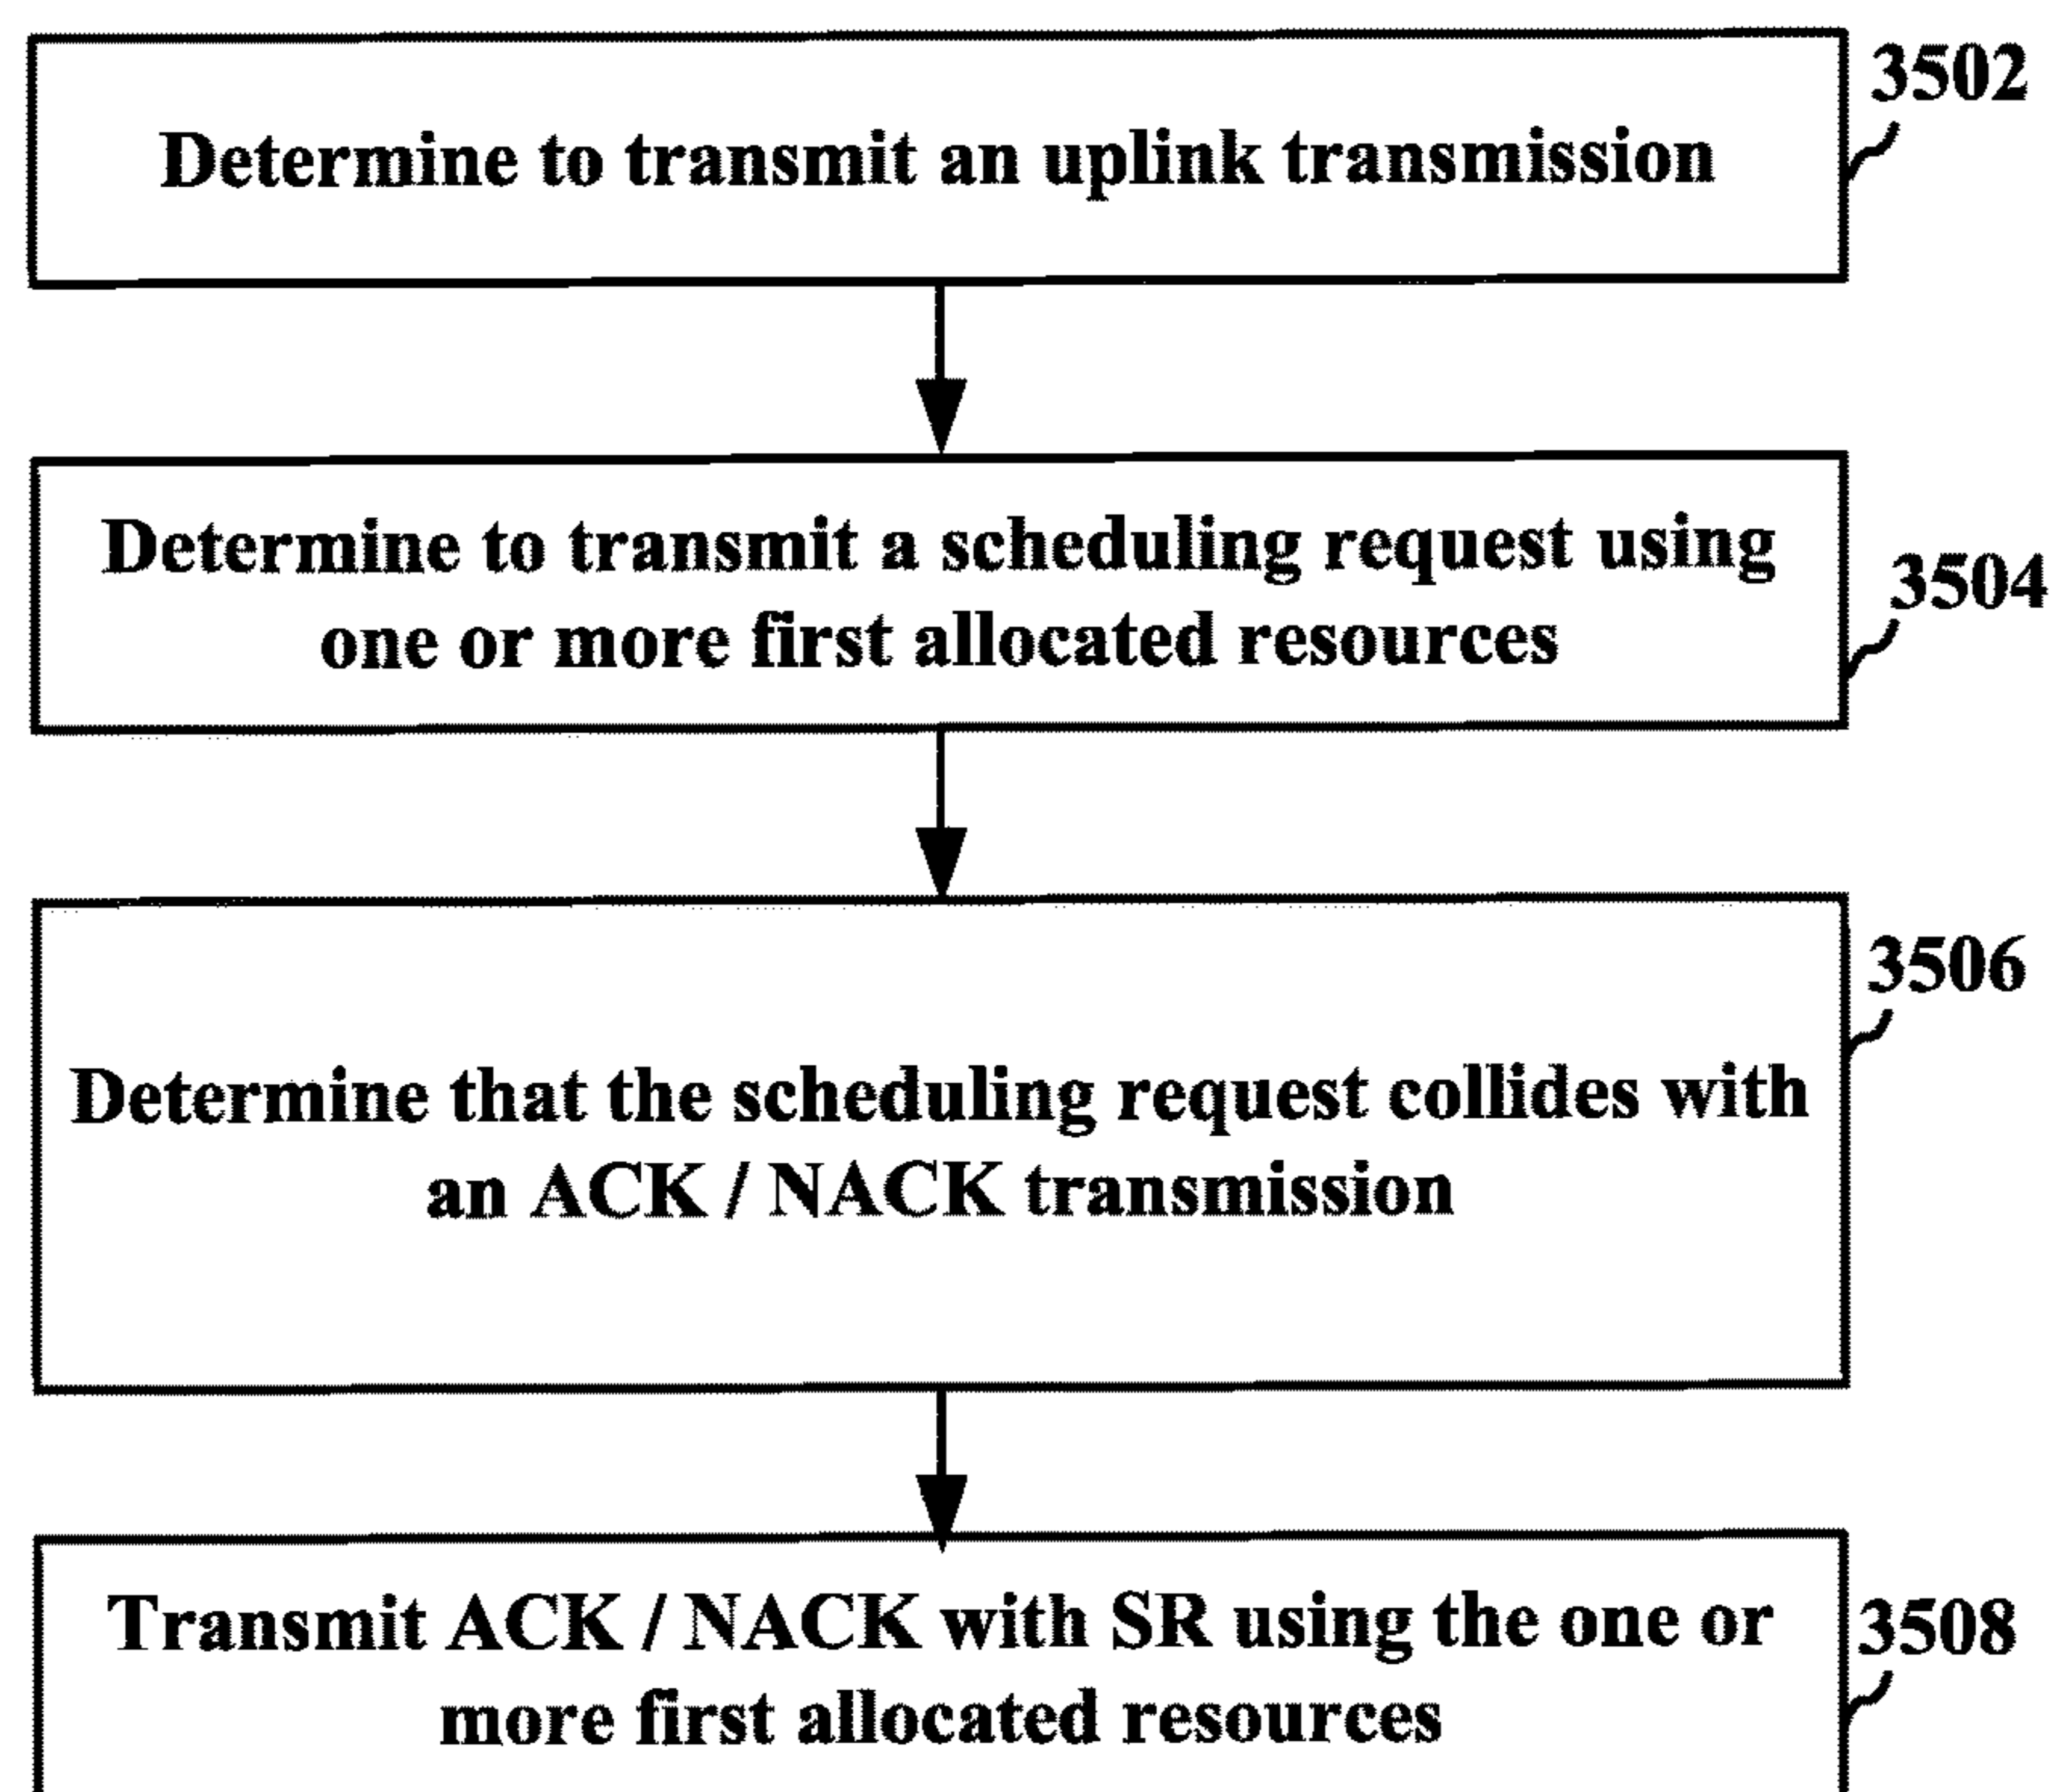 3502
Determine to transmit an uplink transmission
Determine to transmit a scheduling request using
one or more first allocated resources
3504
3506
Determine that the scheduling request collides with
an ACK / NACK transmission
Transmit ACK / NACK with SR using the one or
more first allocated resources
3508